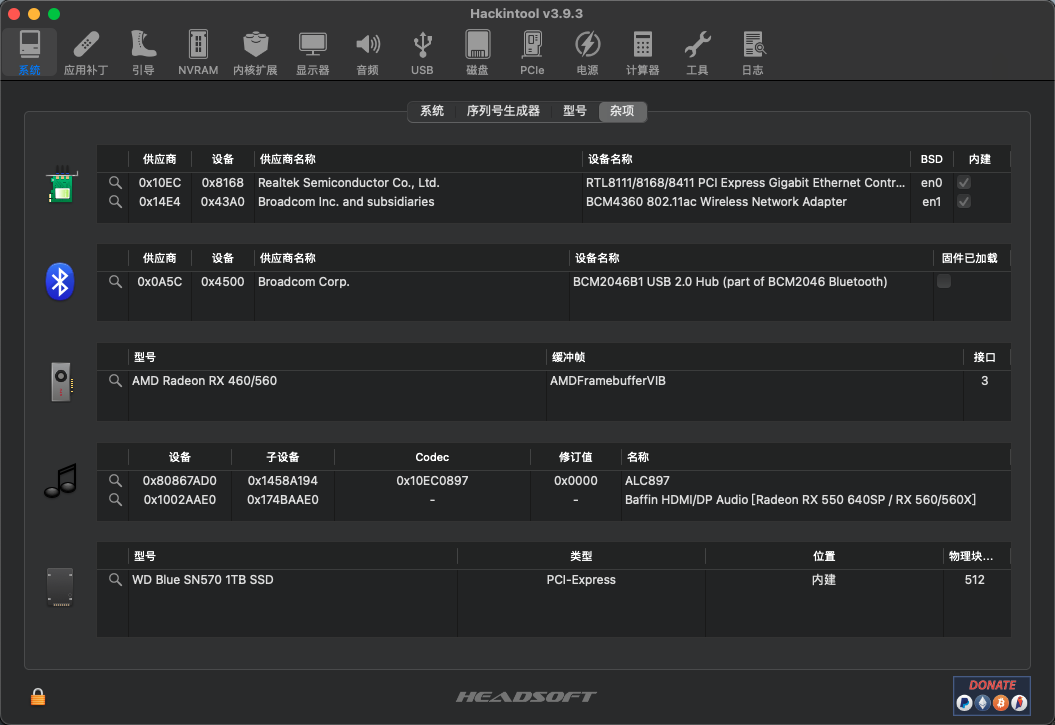 Hackintool v3.9.3
系统 应用补丁 引导 NVRAM 内核扩展 显示器 音频 USB 磁盘 PCIe 电源 计算器 工具 日志
系统 序列号生成器 型号 杂项
供应商 设备 供应商名称 设备名称 BSD 内建
0x10EC 0x8168 Realtek Semiconductor Co., Ltd. RTL8111/8168/8411 PCI Express Gigabit Ethernet Contr... en0
0x14E4 0x43A0 Broadcom Inc. and subsidiaries BCM4360 802.11ac Wireless Network Adapter en1
供应商 设备 供应商名称 设备名称 固件已加载
0x0A5C 0x4500 Broadcom Corp. BCM2046B1 USB 2.0 Hub (part of BCM2046 Bluetooth)
型号 缓冲帧 接口
AMD Radeon RX 460/560 AMDFramebufferVIB 3
设备 子设备 Codec 修订值 名称
0x80867AD0 0x1458A194 0x10EC0897 0x0000 ALC897
0x1002AAE0 0x174BAAE0 - - Baffin HDMI/DP Audio [Radeon RX 550 640SP / RX 560/560X]
型号 类型 位置 物理块...
WD Blue SN570 1TB SSD PCI-Express 内建 512
HEADSOFT
DONATE